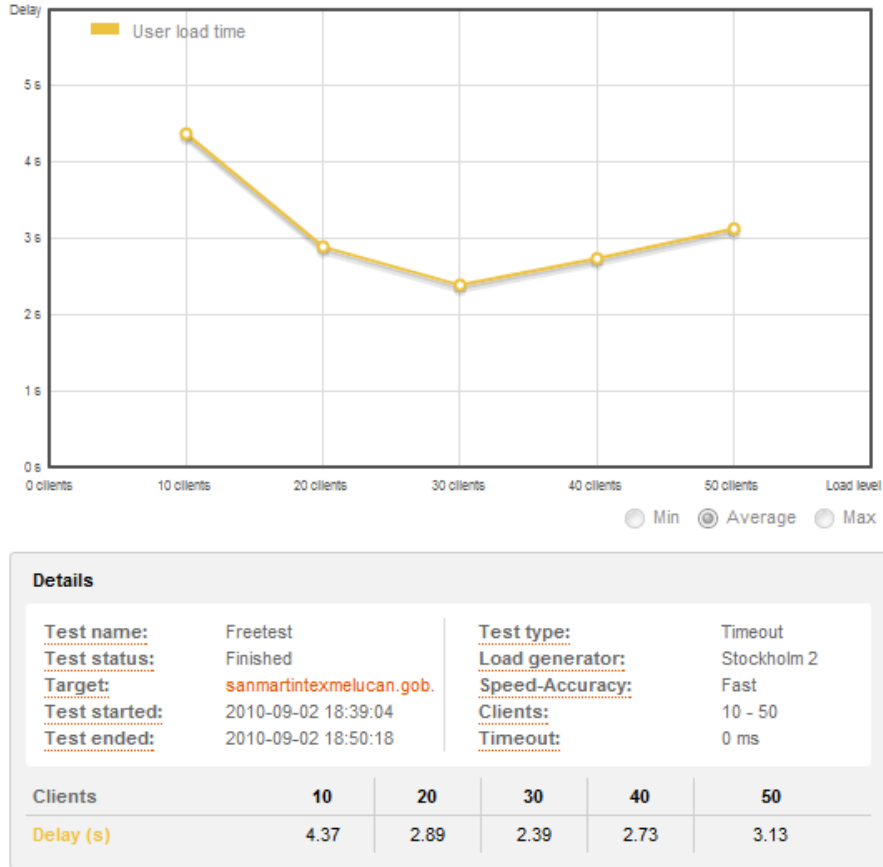 Delay
User load time
5 s
4 s
3 s
2 s
1 s
0 s
0 clients 10 clients 20 clients 30 clients 40 clients 50 clients Load level
Min Average Max
Details
Test name: Freetest
Test status: Finished
Target: sanmartintexmelucan.gob.
Test started: 2010-09-02 18:39:04
Test ended: 2010-09-02 18:50:18
Test type: Timeout
Load generator: Stockholm 2
Speed-Accuracy: Fast
Clients: 10 - 50
Timeout: 0 ms
Clients 10 20 30 40 50
Delay (s) 4.37 2.89 2.39 2.73 3.13